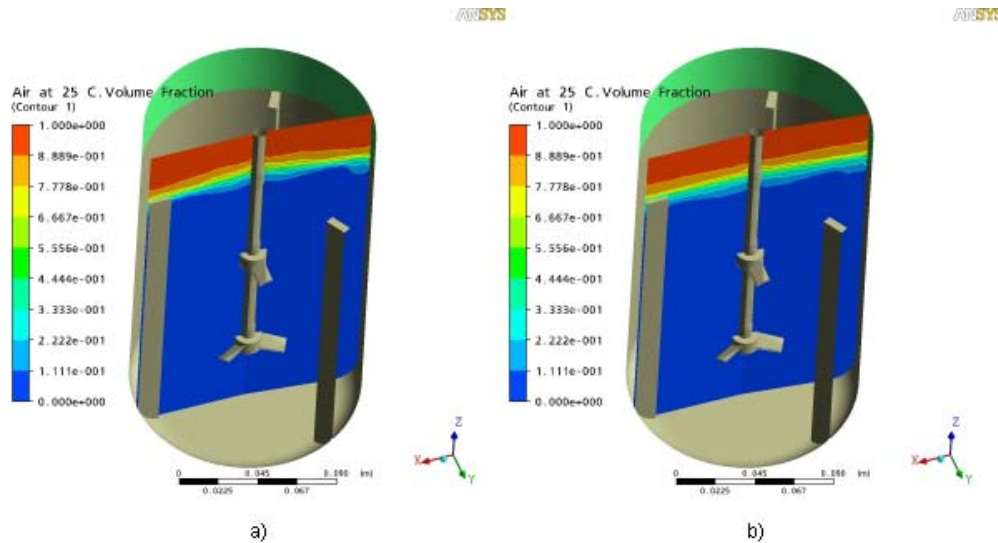 ANSYS
Air at 25 C.Volume Fraction
(Contour 1)
1.000e+000
8.889e-001
7.778e-001
6.667e-001
5.556e-001
4.444e-001
3.333e-001
2.222e-001
1.111e-001
0.000e+000
0 0.045 0.090 (m)
0.0225 0.067
Z
X
Y
a)
ANSYS
Air at 25 C.Volume Fraction
(Contour 1)
1.000e+000
8.889e-001
7.778e-001
6.667e-001
5.556e-001
4.444e-001
3.333e-001
2.222e-001
1.111e-001
0.000e+000
0 0.045 0.090 (m)
0.0225 0.067
Z
X
Y
b)